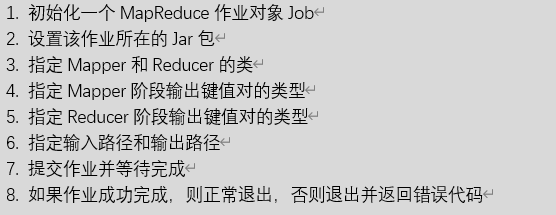 1. 初始化一个 MapReduce 作业对象 Job
2. 设置该作业所在的 Jar 包
3. 指定 Mapper 和 Reducer 的类
4. 指定 Mapper 阶段输出键值对的类型
5. 指定 Reducer 阶段输出键值对的类型
6. 指定输入路径和输出路径
7. 提交作业并等待完成
8. 如果作业成功完成，则正常退出，否则退出并返回错误代码